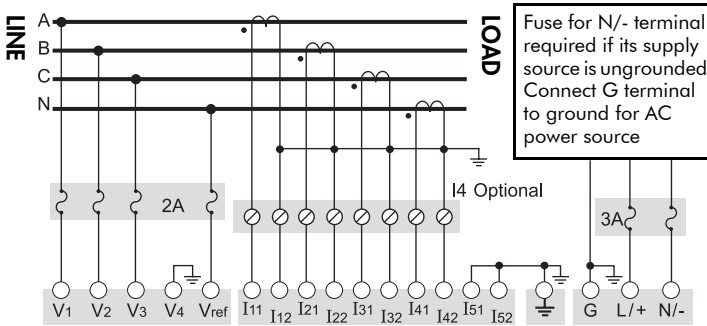 LINE
A
B
C
N
LOAD
Fuse for N/- terminal
required if its supply
source is ungrounded
Connect G terminal
to ground for AC
power source
I4 Optional
2A
3A
V1
V2
V3
V4
Vref
I11
I12
I21
I22
I31
I32
I41
I42
I51
I52
G
L/+
N/-